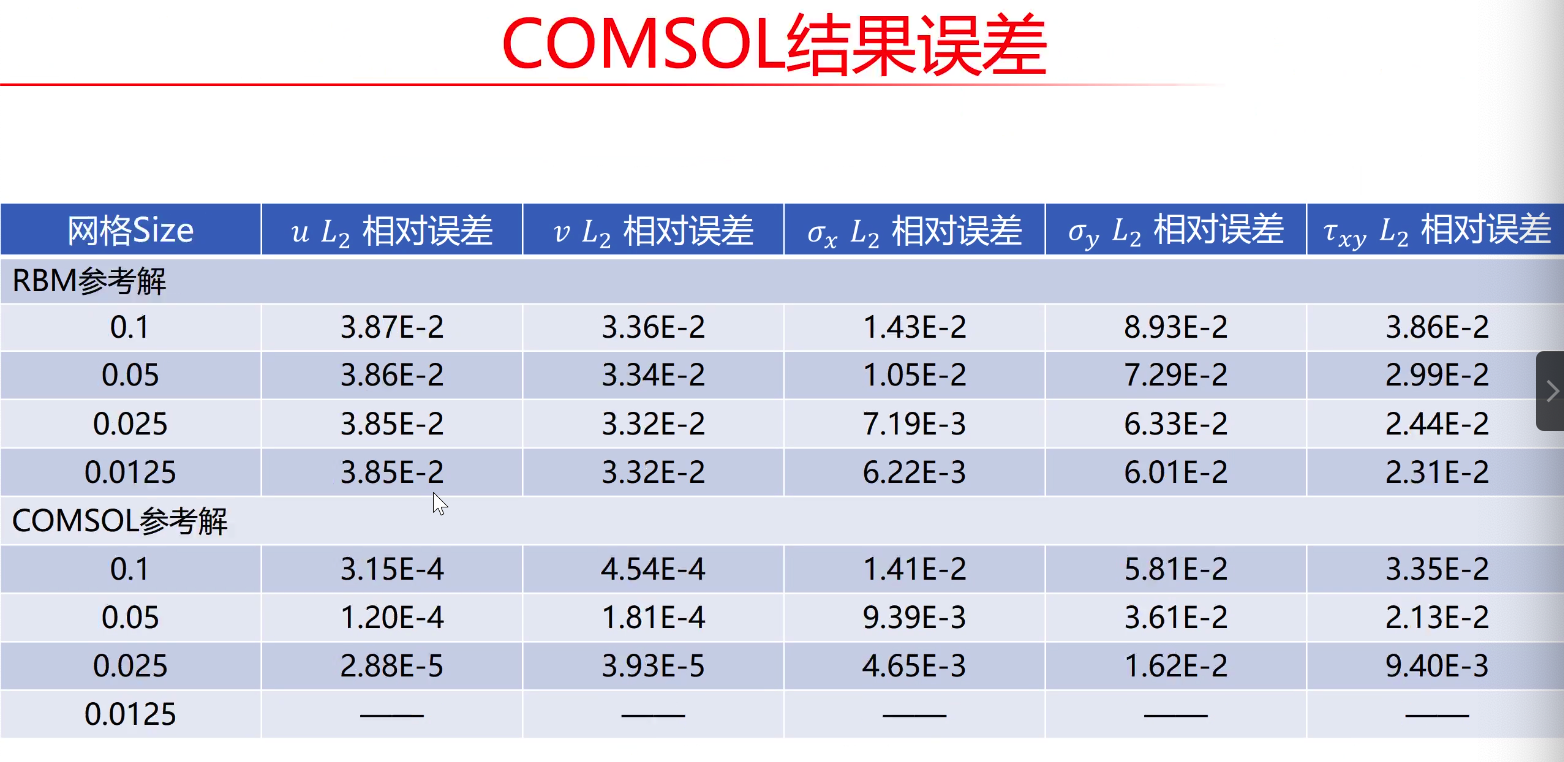 COMSOL结果误差
网格Size u L₂ 相对误差 v L₂ 相对误差 σₓ L₂ 相对误差 σ_y L₂ 相对误差 τ_xy L₂ 相对误差
RBM参考解
0.1 3.87E-2 3.36E-2 1.43E-2 8.93E-2 3.86E-2
0.05 3.86E-2 3.34E-2 1.05E-2 7.29E-2 2.99E-2
0.025 3.85E-2 3.32E-2 7.19E-3 6.33E-2 2.44E-2
0.0125 3.85E-2 3.32E-2 6.22E-3 6.01E-2 2.31E-2
COMSOL参考解
0.1 3.15E-4 4.54E-4 1.41E-2 5.81E-2 3.35E-2
0.05 1.20E-4 1.81E-4 9.39E-3 3.61E-2 2.13E-2
0.025 2.88E-5 3.93E-5 4.65E-3 1.62E-2 9.40E-3
0.0125 —— —— —— —— ——